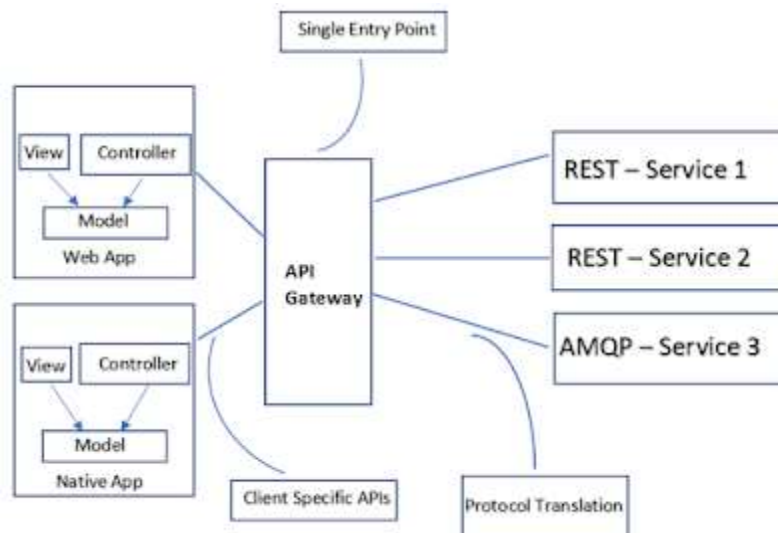 Single Entry Point
View
Controller
Model
Web App
API
Gateway
REST – Service 1
REST – Service 2
AMQP – Service 3
View
Controller
Model
Native App
Client Specific APIs
Protocol Translation